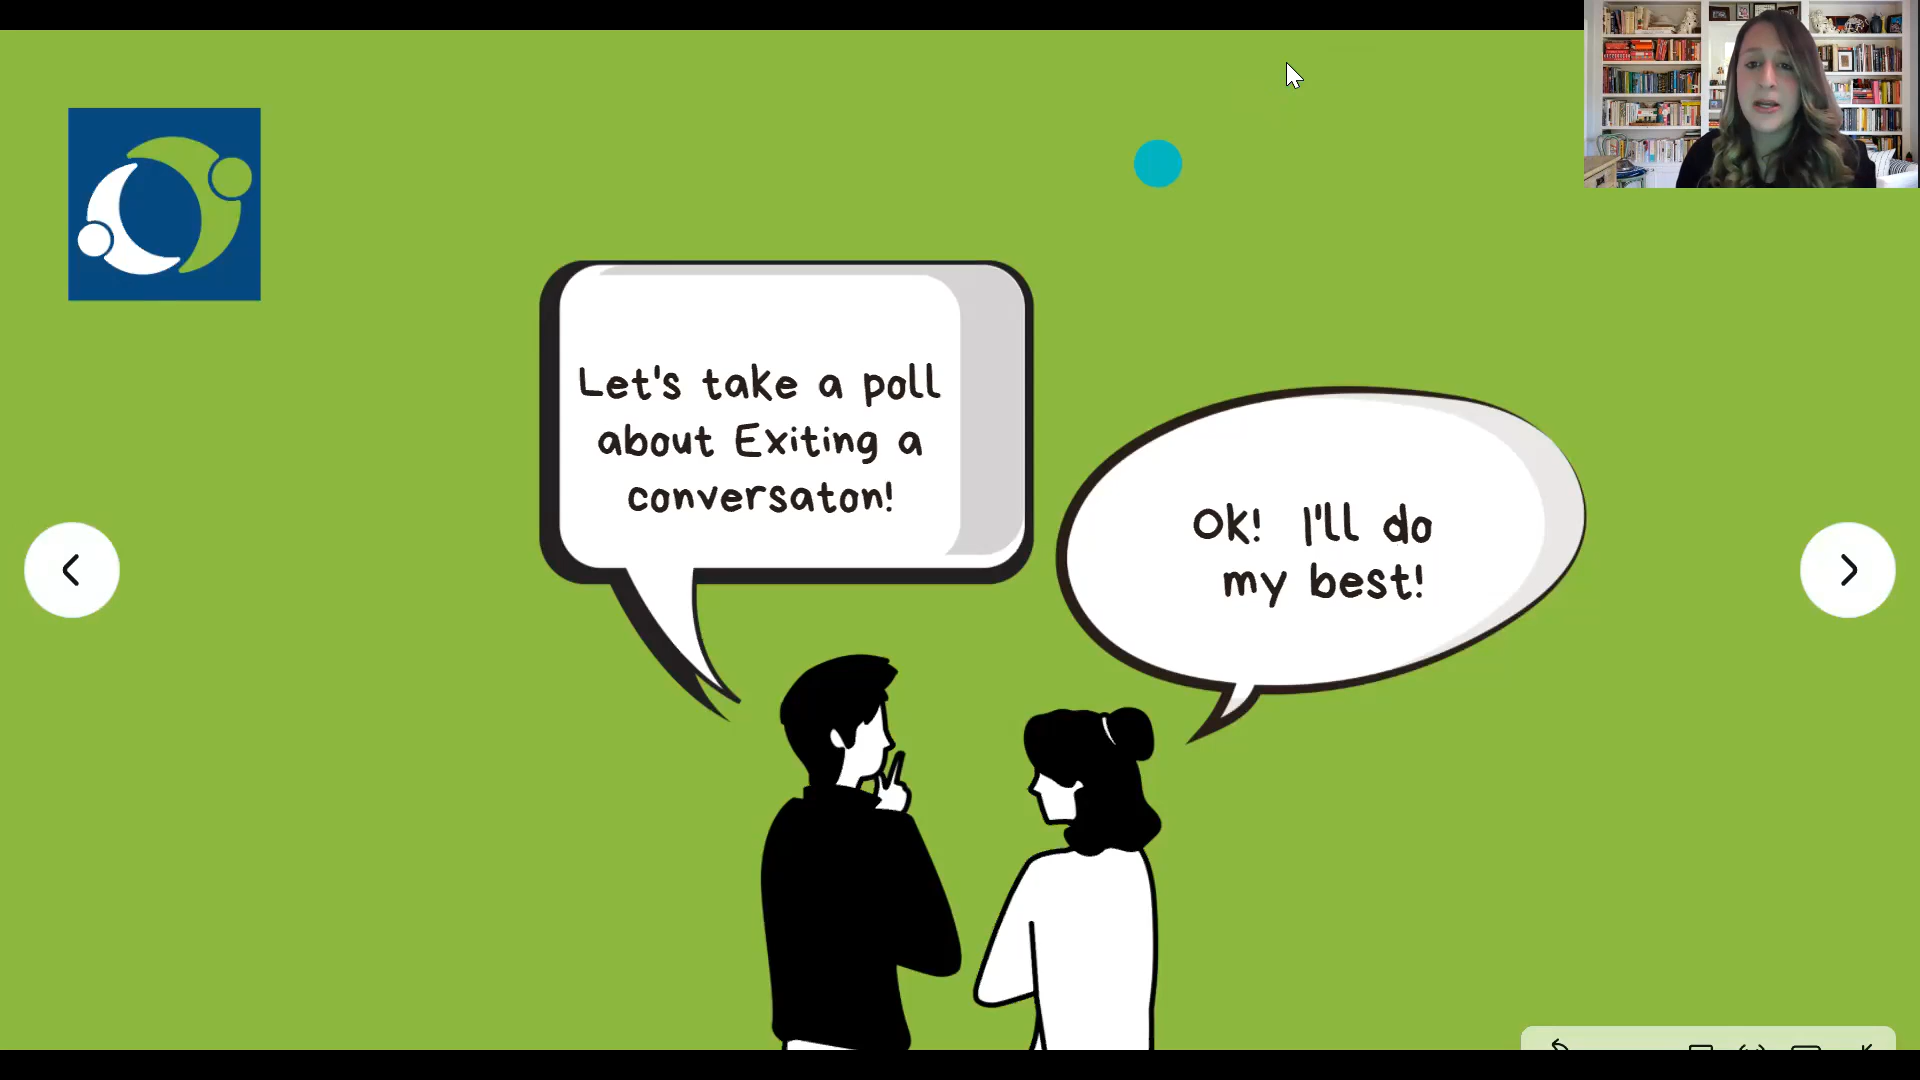 Let's take a poll
about Exiting a
conversaton!
Ok! I'll do
my best!